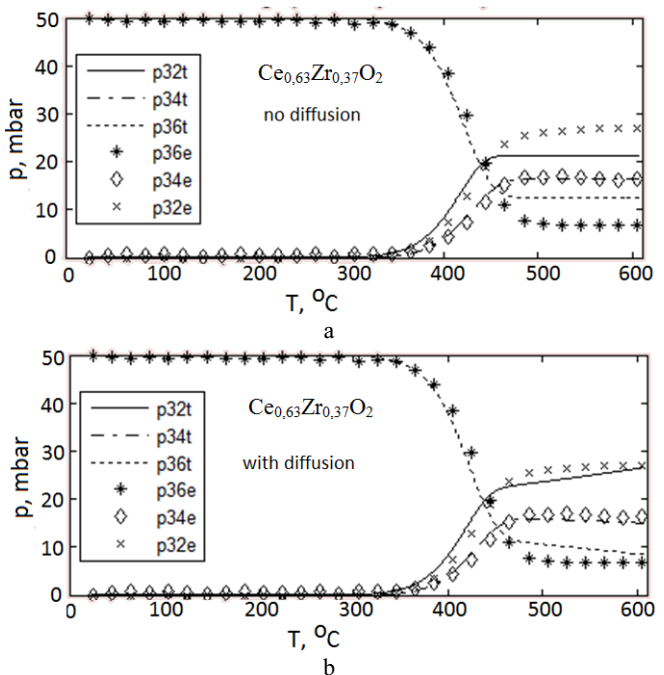 50
40
30
20
10
0
p, mbar
p32t
p34t
p36t
p36e
p34e
p32e
Ce0,63Zr0,37O2
no diffusion
0 100 200 300 400 500 600
T, °C
a
50
40
30
20
10
0
p, mbar
p32t
p34t
p36t
p36e
p34e
p32e
Ce0,63Zr0,37O2
with diffusion
0 100 200 300 400 500 600
T, °C
b